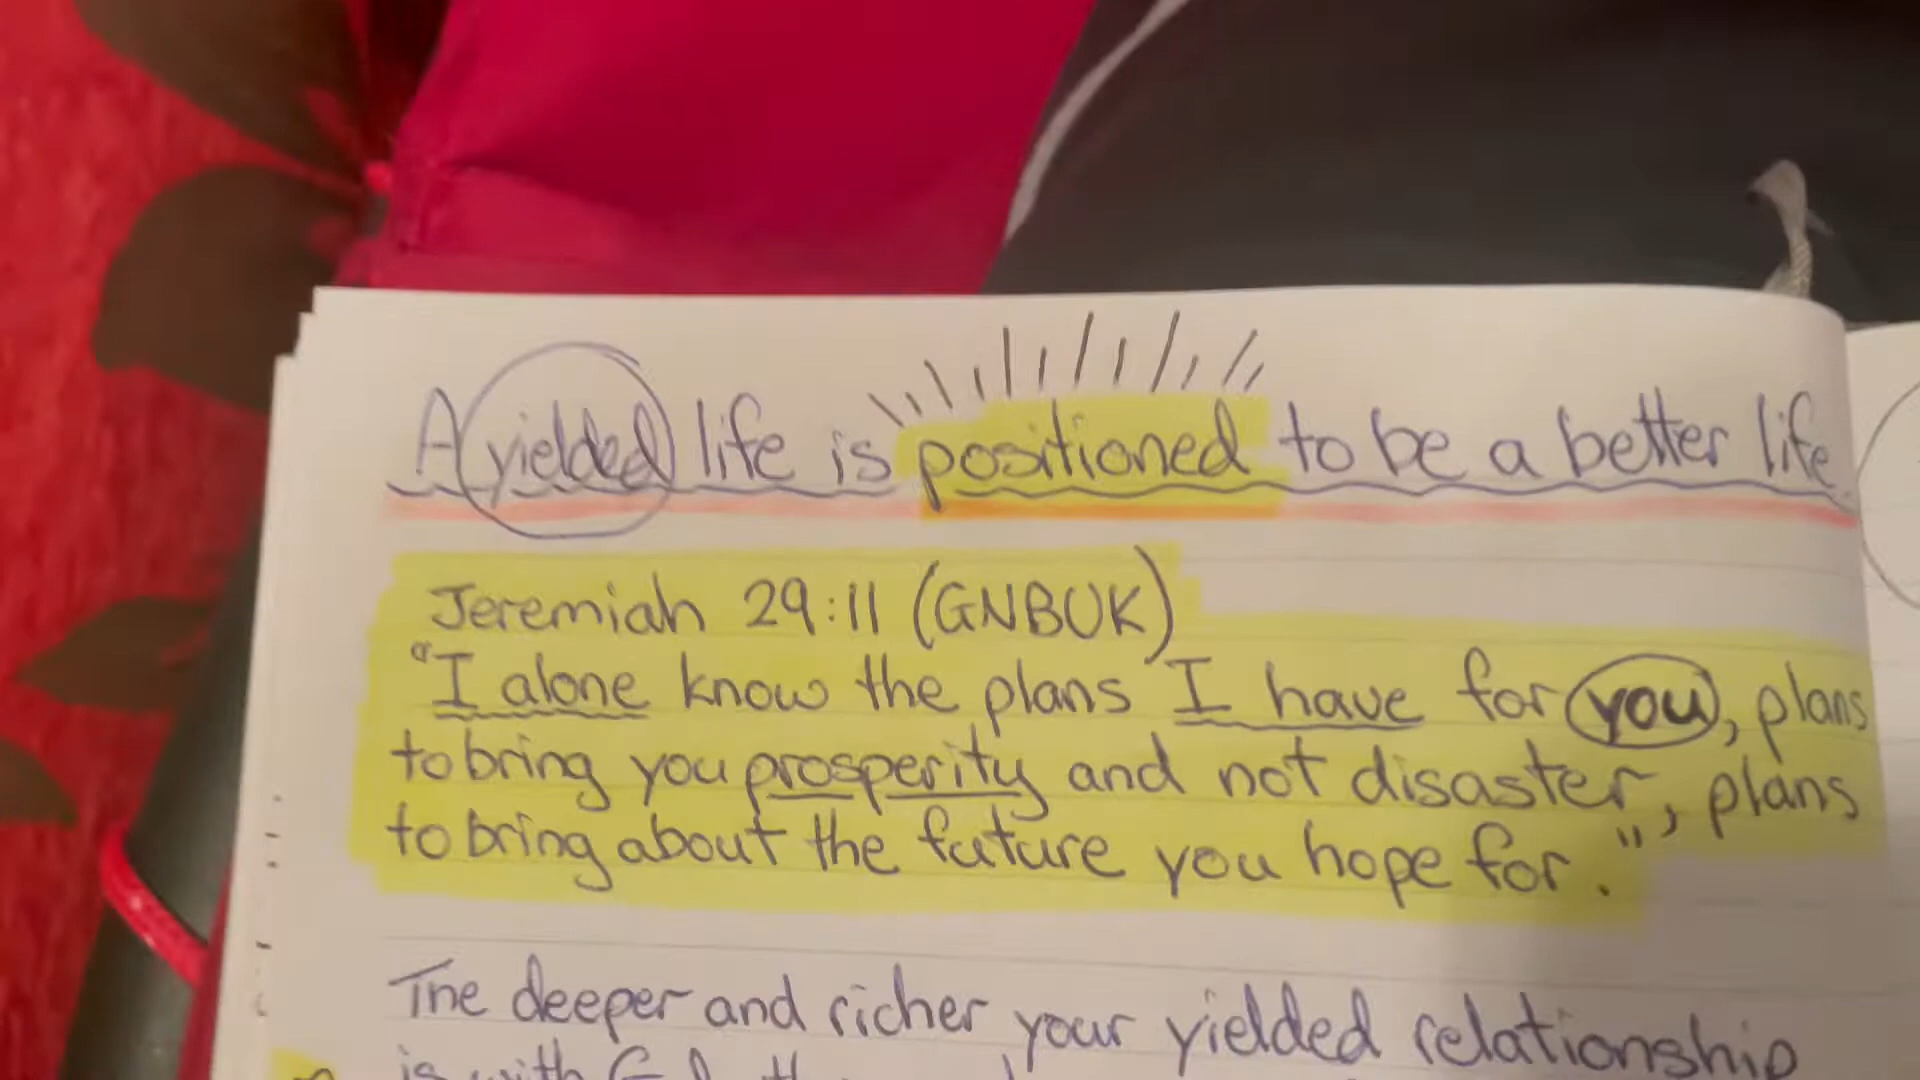 A yielded life is positioned to be a better life
Jeremiah 29:11 (GNBUK)
"I alone know the plans I have for you, plans
to bring you prosperity and not disaster, plans
to bring about the future you hope for."
The deeper and richer your yielded relationship
is with